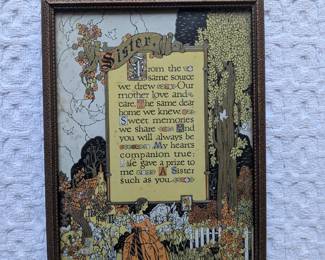 Sister
From the
same source
we drew Our
mother love and
care. The same dear
home we knew.
Sweet memories
we share And
you will always be
My heart's
companion true:
Life gave a prize to
me A Sister
such as you.